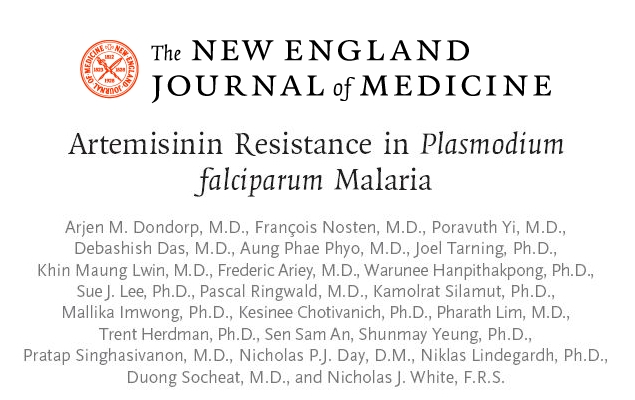 The NEW ENGLAND
JOURNAL of MEDICINE
Artemisinin Resistance in Plasmodium
falciparum Malaria
Arjen M. Dondorp, M.D., François Nosten, M.D., Poravuth Yi, M.D.,
Debashish Das, M.D., Aung Phae Phyo, M.D., Joel Tarning, Ph.D.,
Khin Maung Lwin, M.D., Frederic Ariey, M.D., Warunee Hanpithakpong, Ph.D.,
Sue J. Lee, Ph.D., Pascal Ringwald, M.D., Kamolrat Silamut, Ph.D.,
Mallika Imwong, Ph.D., Kesinee Chotivanich, Ph.D., Pharath Lim, M.D.,
Trent Herdman, Ph.D., Sen Sam An, Shunmay Yeung, Ph.D.,
Pratap Singhasivanon, M.D., Nicholas P.J. Day, D.M., Niklas Lindegardh, Ph.D.,
Duong Socheat, M.D., and Nicholas J. White, F.R.S.